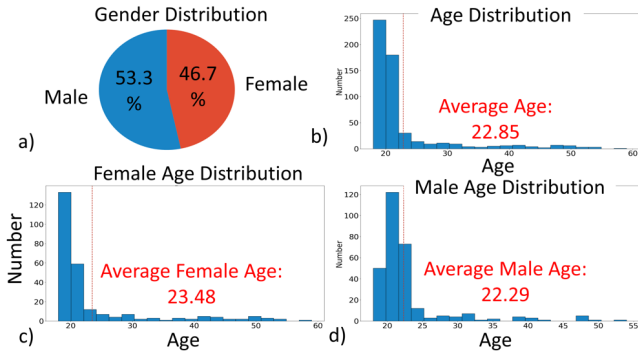 Gender Distribution
Male
53.3
%
46.7
%
Female
a)
Age Distribution
Number
250
200
150
100
50
0
Average Age:
22.85
20 30 40 50 60
Age
b)
Female Age Distribution
Number
120
100
80
60
40
20
0
Average Female Age:
23.48
20 30 40 50 60
Age
c)
Male Age Distribution
Number
120
100
80
60
40
20
0
Average Male Age:
22.29
20 25 30 35 40 45 50 55
Age
d)